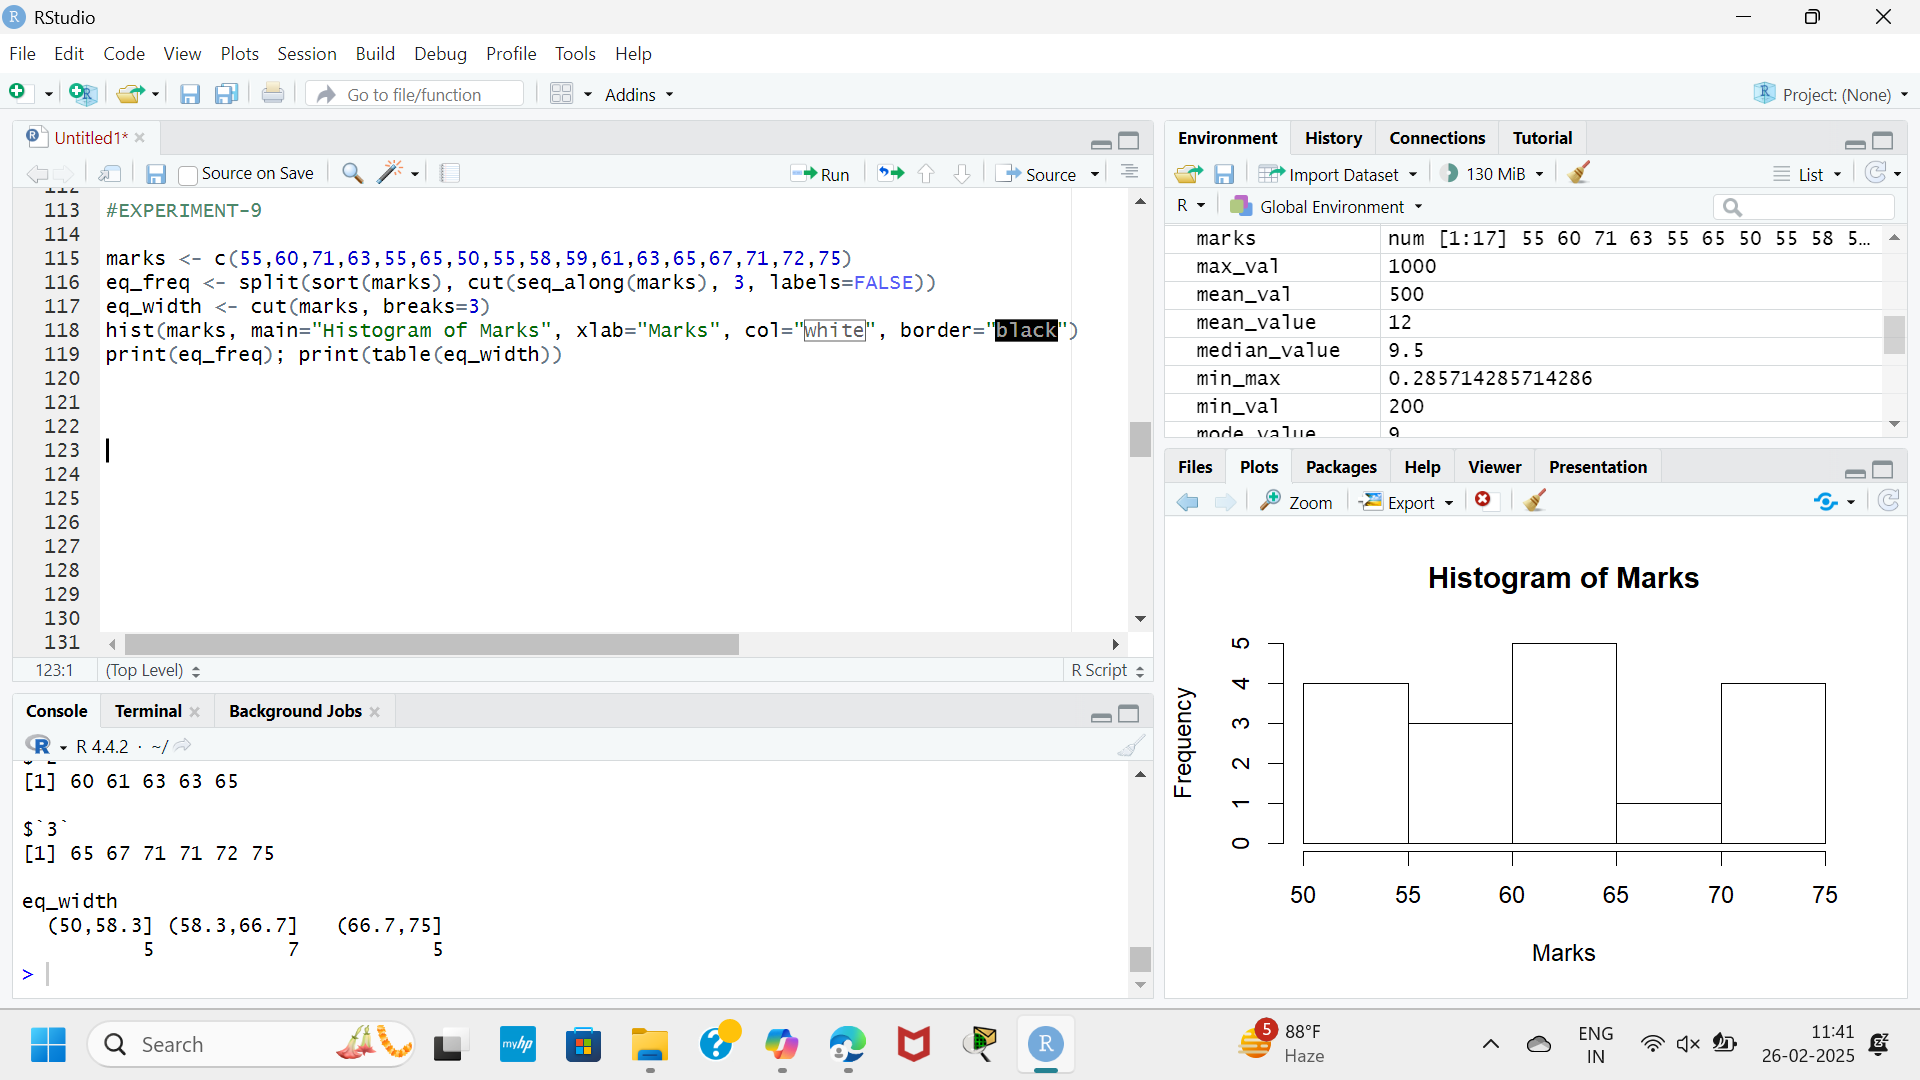 RStudio
File Edit Code View Plots Session Build Debug Profile Tools Help
Go to file/function Addins Project: (None)
Untitled1*
Source on Save Run Source
113 #EXPERIMENT-9
114
115 marks <- c(55,60,71,63,55,65,50,55,58,59,61,63,65,67,71,72,75)
116 eq_freq <- split(sort(marks), cut(seq_along(marks), 3, labels=FALSE))
117 eq_width <- cut(marks, breaks=3)
118 hist(marks, main="Histogram of Marks", xlab="Marks", col="white", border="black")
119 print(eq_freq); print(table(eq_width))
120
121
122
123
124
125
126
127
128
129
130
131
123:1 (Top Level) R Script
Console Terminal Background Jobs
R 4.4.2 · ~/
[1] 60 61 63 63 65
$`3`
[1] 65 67 71 71 72 75
eq_width
(50,58.3] (58.3,66.7] (66.7,75]
5 7 5
>
Environment History Connections Tutorial
Import Dataset 130 MiB List
R Global Environment
marks num [1:17] 55 60 71 63 55 65 50 55 58 5…
max_val 1000
mean_val 500
mean_value 12
median_value 9.5
min_max 0.285714285714286
min_val 200
mode_value 9
Files Plots Packages Help Viewer Presentation
Zoom Export
Histogram of Marks
Frequency
5
4
3
2
1
0
50 55 60 65 70 75
Marks
Search
myhp
5
88°F
Haze
ENG
IN
11:41
26-02-2025